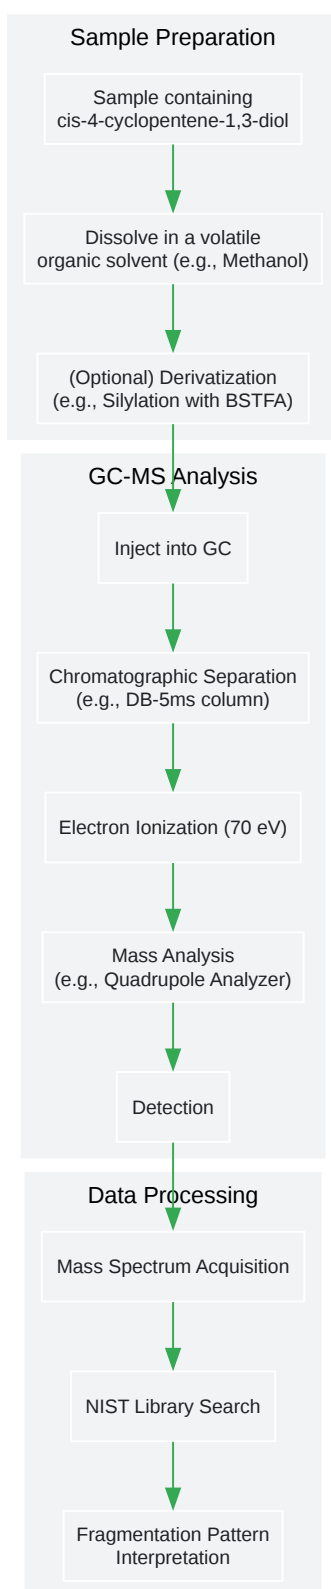 Sample Preparation
Sample containing
cis-4-cyclopentene-1,3-diol
Dissolve in a volatile
organic solvent (e.g., Methanol)
(Optional) Derivatization
(e.g., Silylation with BSTFA)
GC-MS Analysis
Inject into GC
Chromatographic Separation
(e.g., DB-5ms column)
Electron Ionization (70 eV)
Mass Analysis
(e.g., Quadrupole Analyzer)
Detection
Data Processing
Mass Spectrum Acquisition
NIST Library Search
Fragmentation Pattern
Interpretation